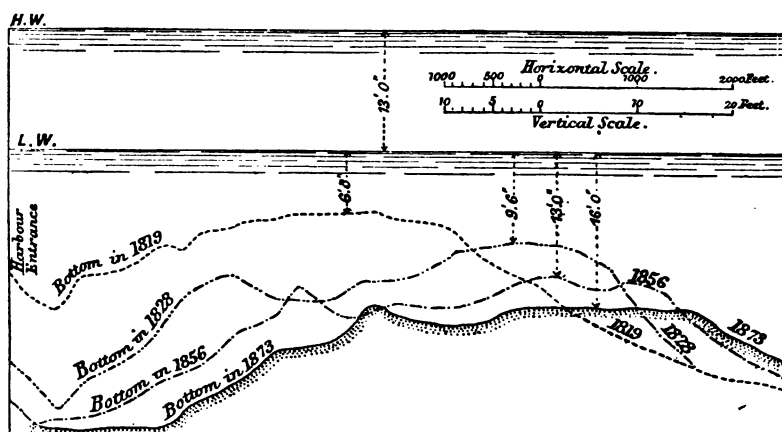 H.W.
Horizontal Scale.
1000 500 0 1000 2000 Feet.
10 5 0 10 20 Feet.
Vertical Scale.
13'.0"
L.W.
6'.3"
9'.6"
13'.0"
16'.0"
Harbour
Entrance
Bottom in 1819
Bottom in 1828
Bottom in 1856
Bottom in 1873
1856
1873
1828
1819